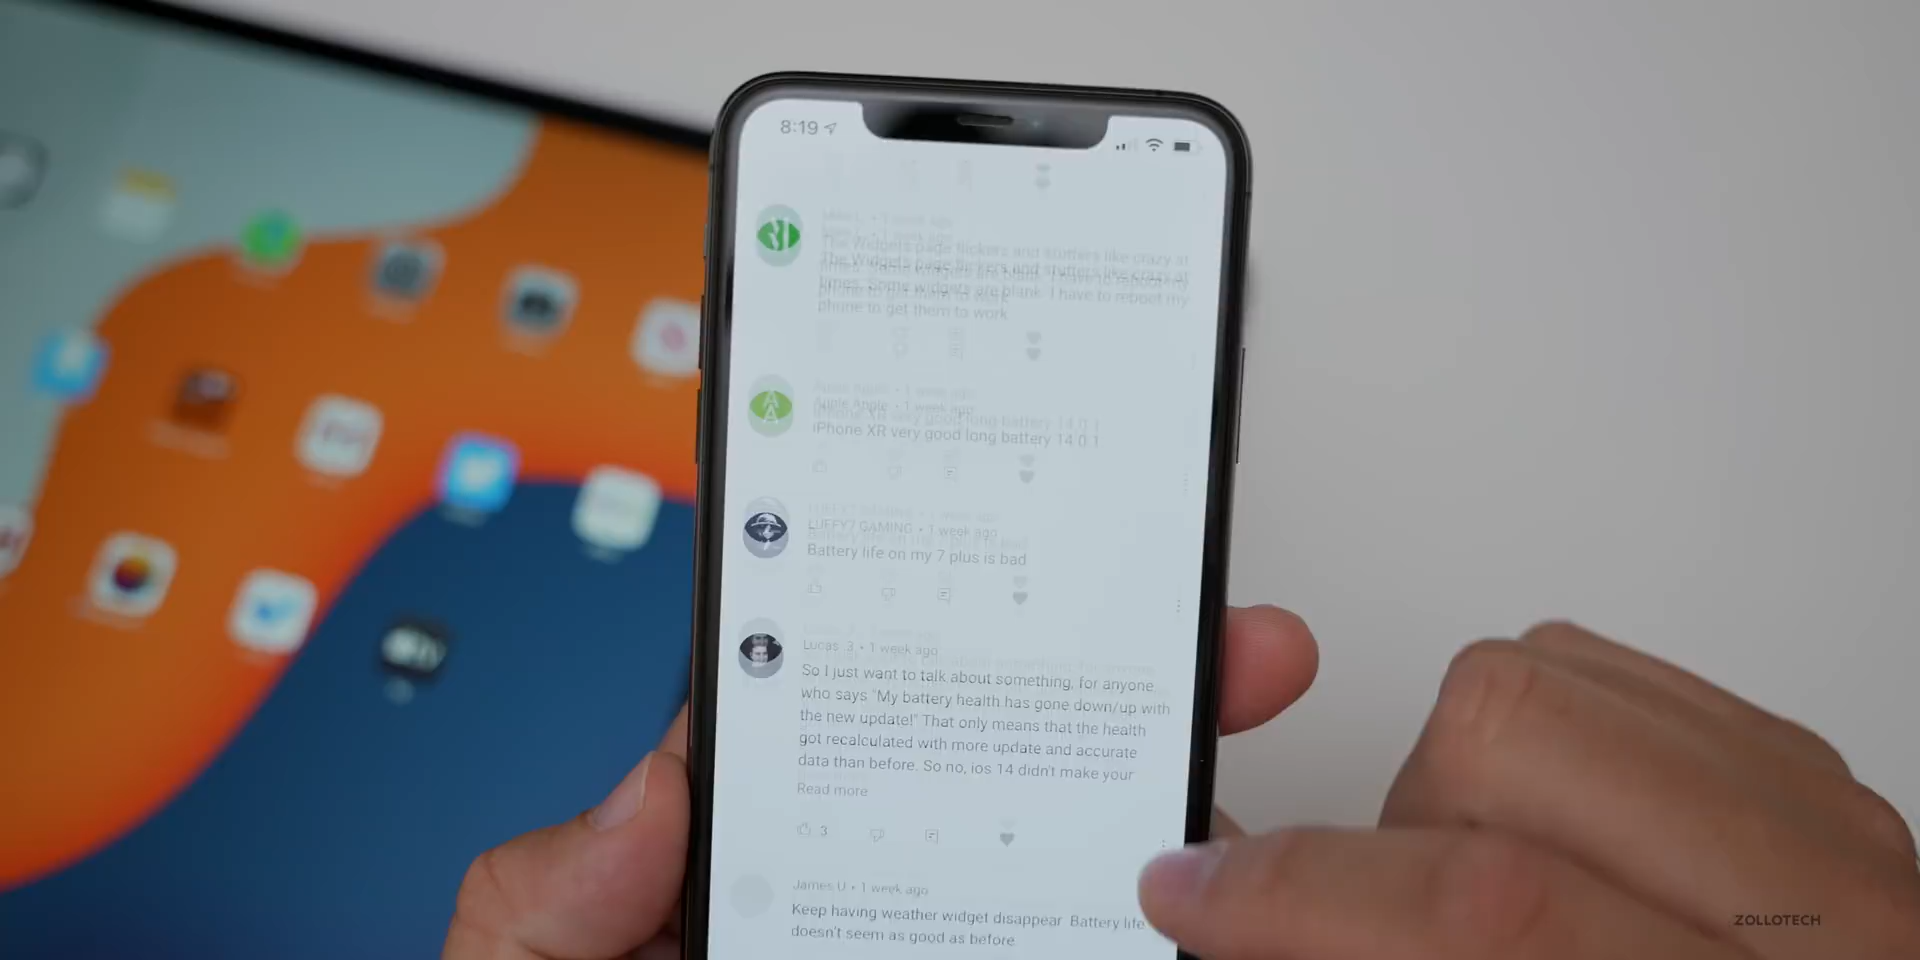 8:19
The Widgets page flickers and stutters like crazy at
times. Some widgets are blank. I have to reboot my
phone to get them to work
Apple Apple • 1 week ago
iPhone XR very good long battery 14.0.1
LUFFY7 GAMING • 1 week ago
Battery life on my 7 plus is bad
Lucas :3 • 1 week ago
So I just want to talk about something, for anyone
who says "My battery health has gone down/up with
the new update!" That only means that the health
got recalculated with more update and accurate
data than before. So no, ios 14 didn't make your
Read more
3
James U • 1 week ago
Keep having weather widget disappear. Battery life
doesn't seem as good as before.
ZOLLOTECH